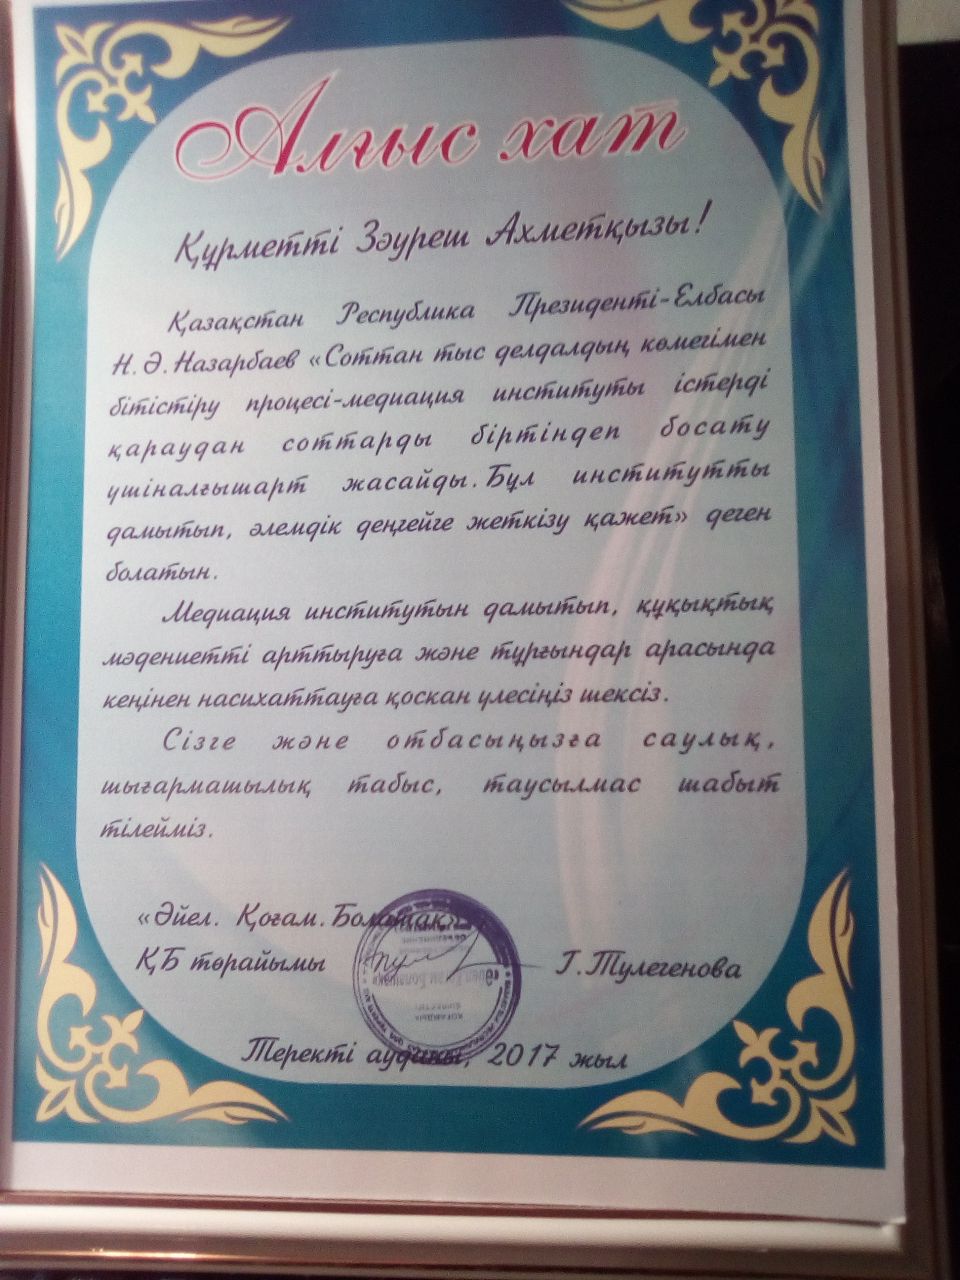 Алғыс хат
Құрметті Зәуреш Ахметқызы!
Қазақстан Республика Президенті-Елбасы
Н.Ә.Назарбаев «Соттан тыс делдалдың көмегімен
бітістіру процесі-медиация институты істерді
қараудан соттарды біртіндеп босату
үшіналғышарт жасайды.Бұл институтты
дамытып, әлемдік деңгейге жеткізу қажет» деген
болатын.
Медиация институтын дамытып, құқықтық
мәдениетті арттыруға және тұрғындар арасында
кеңінен насихаттауға қоскан үлесіңіз шексіз.
Сізге және отбасыңызға саулық,
шығармашылық табыс, таусылмас шабыт
тілейміз.
«Әйел. Қоғам.Болашақ»
ҚБ төрайымы Г.Тулегенова
Теректі ауданы, 2017 жыл